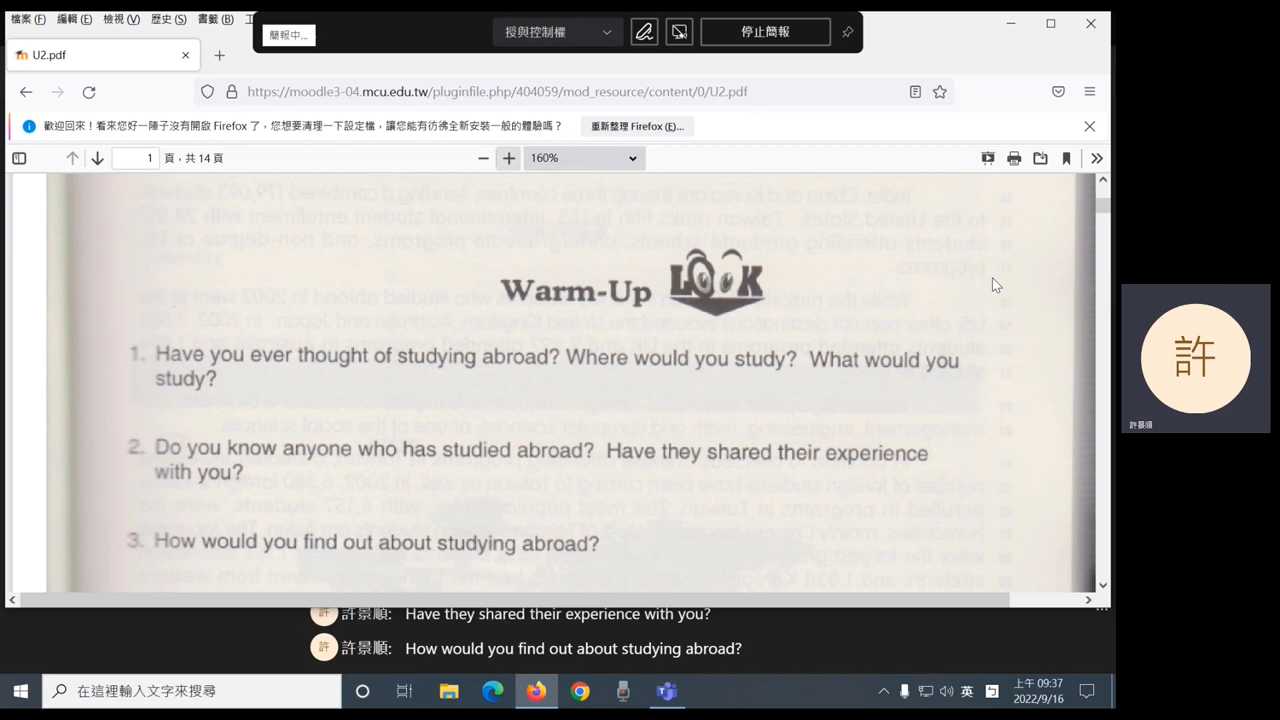 檔案(F) 編輯(E) 檢視(V) 歷史(S) 書籤(B)
簡報中...
授與控制權
停止簡報
U2.pdf
https://moodle3-04.mcu.edu.tw/pluginfile.php/404059/mod_resource/content/0/U2.pdf
歡迎回來！看來您好一陣子沒有開啟 Firefox 了，您想要清理一下設定檔，讓您能有彷彿全新安裝一般的體驗嗎？
重新整理 Firefox (E)...
1 頁，共 14 頁
160%
Warm-Up LOOK
1. Have you ever thought of studying abroad? Where would you study? What would you
study?
2. Do you know anyone who has studied abroad? Have they shared their experience
with you?
3. How would you find out about studying abroad?
許
許景順
許 許景順: Have they shared their experience with you?
許 許景順: How would you find out about studying abroad?
在這裡輸入文字來搜尋
英
上午 09:37
2022/9/16